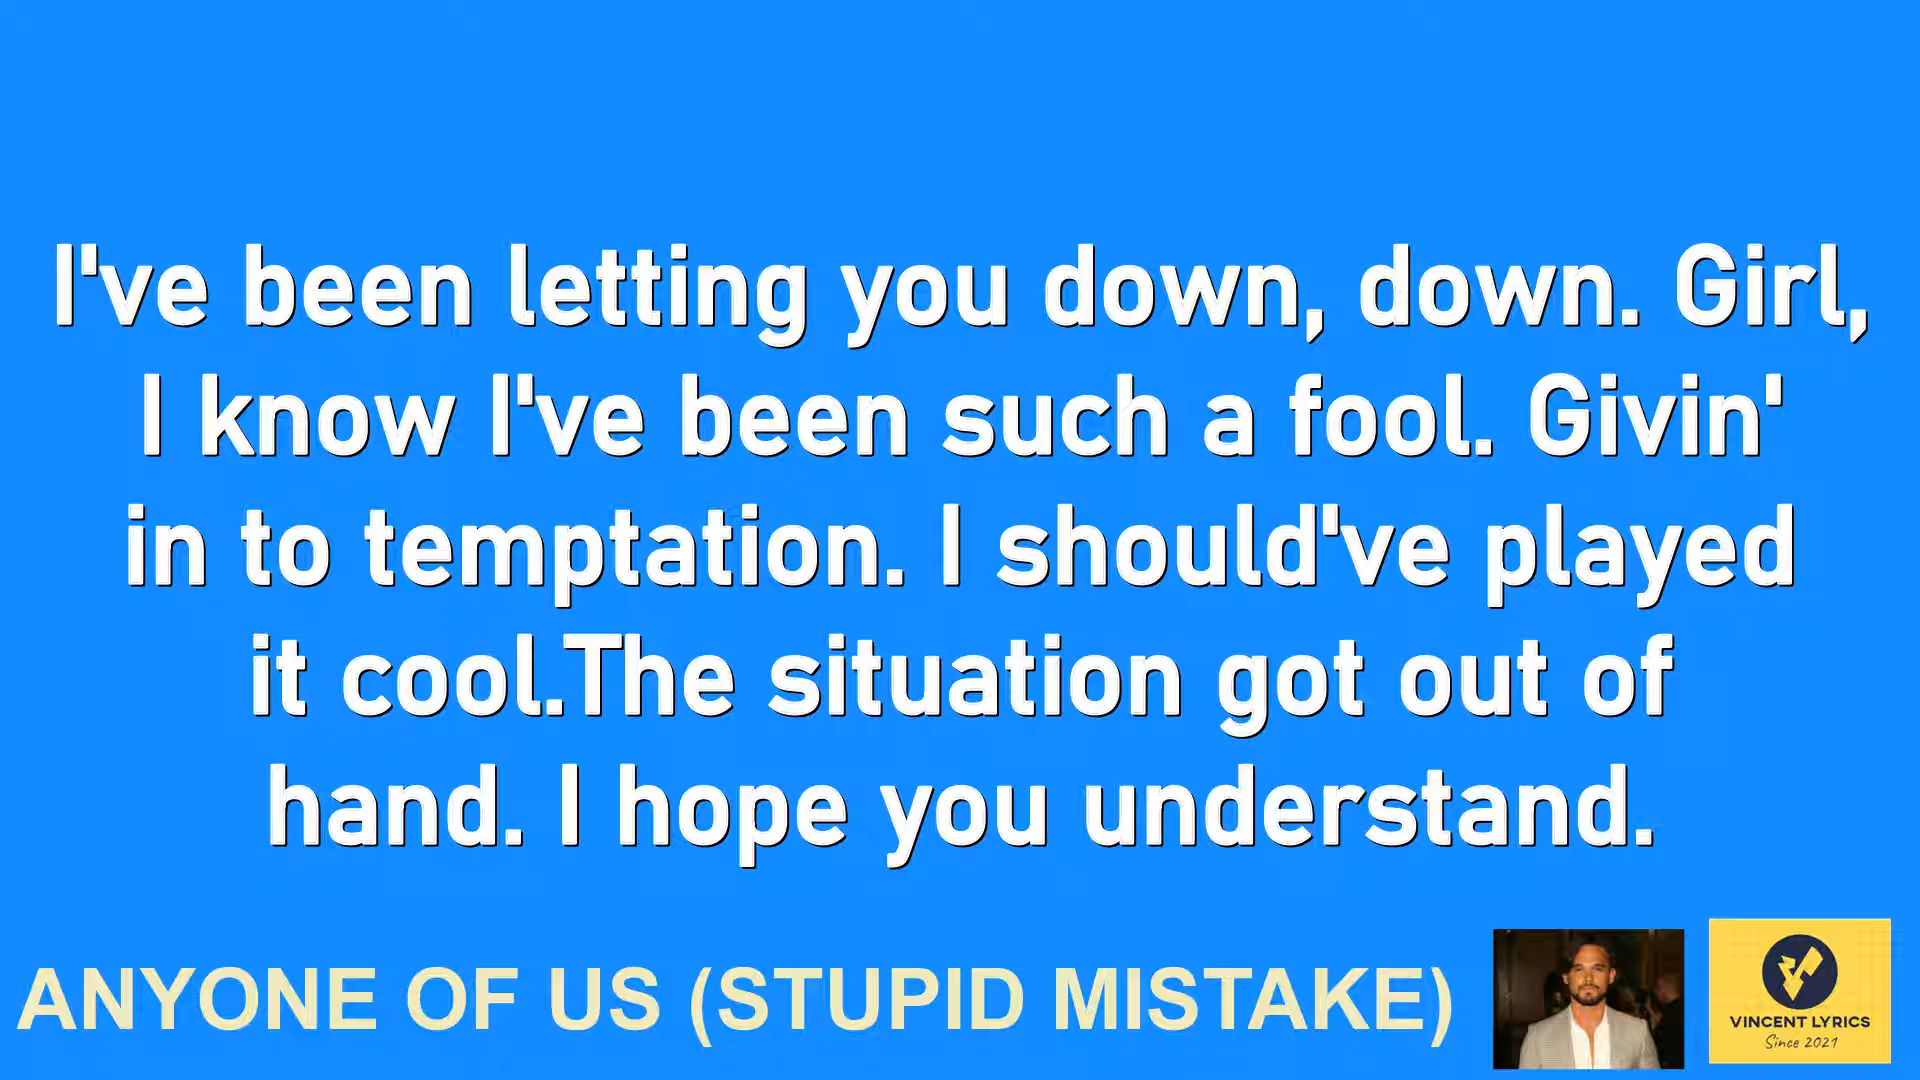 I've been letting you down, down. Girl,
I know I've been such a fool. Givin'
in to temptation. I should've played
it cool.The situation got out of
hand. I hope you understand.
ANYONE OF US (STUPID MISTAKE)
VINCENT LYRICS
Since 2021